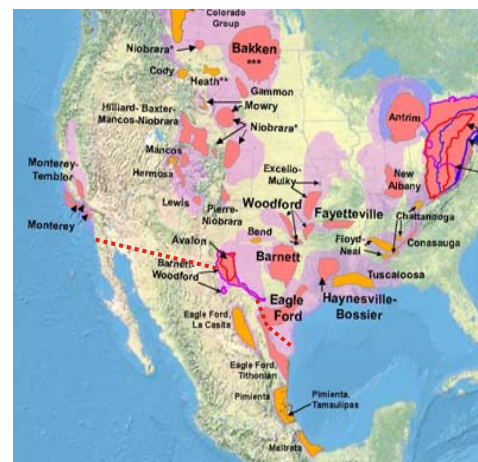 Colorado
Group
Niobrara*
Bakken
***
Cody
Heath**
Gammon
Mowry
Hilliard- Baxter-
Mancos-Niobrara
Niobrara*
Antrim
Mancos
Hermosa
Excello-
Mulky
New
Albany
Monterey-
Temblor
Lewis
Pierre-
Niobrara
Woodford
Fayetteville
Chattanooga
Monterey
Bend
Floyd-
Neal
Conasauga
Avalon
Barnett
Barnett-
Woodford
Tuscaloosa
Haynesville-
Bossier
Eagle
Ford
Eagle Ford,
La Casita
Eagle Ford,
Tithonian
Pimienta
Pimienta,
Tamaulipas
Maltrata